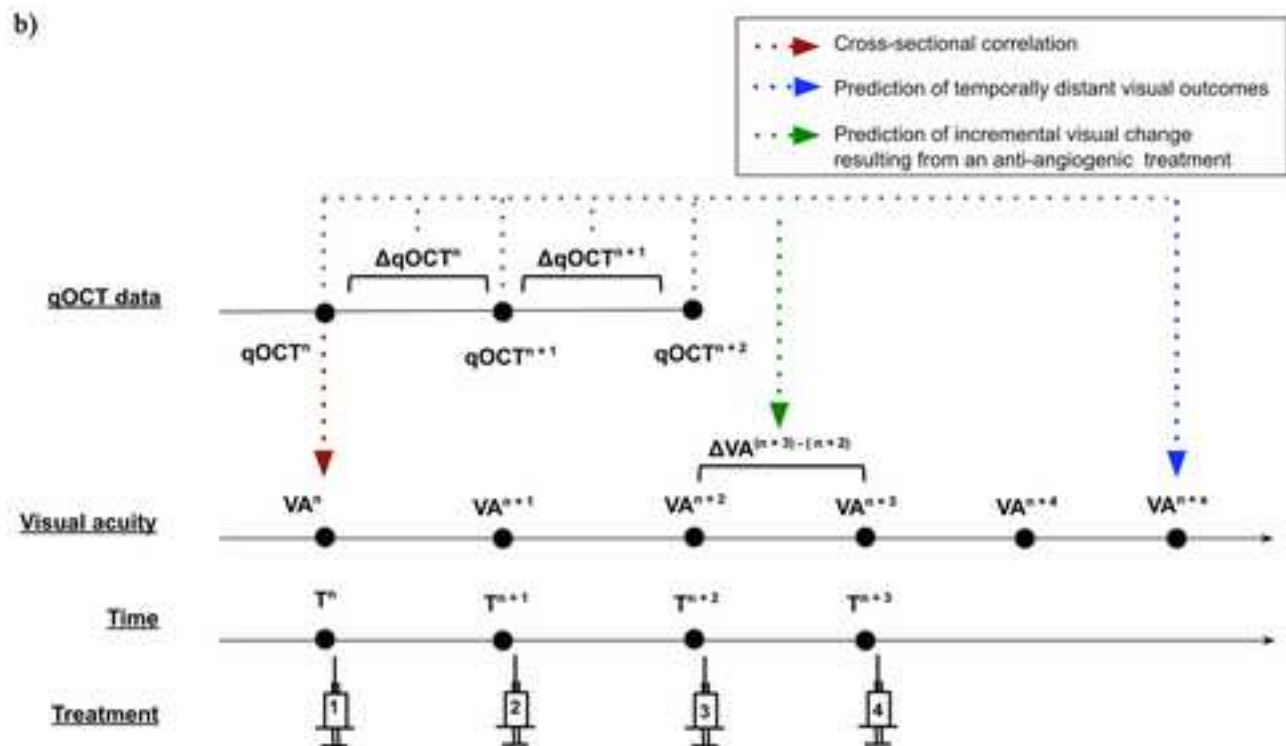 b)
Cross-sectional correlation
Prediction of temporally distant visual outcomes
Prediction of incremental visual change
resulting from an anti-angiogenic treatment
ΔqOCTⁿ
ΔqOCTⁿ⁺¹
qOCT data
qOCTⁿ
qOCTⁿ⁺¹
qOCTⁿ⁺²
ΔVA⁽ⁿ⁺³⁾⁻⁽ⁿ⁺²⁾
VAⁿ
VAⁿ⁺¹
VAⁿ⁺²
VAⁿ⁺³
VAⁿ⁺⁴
Visual acuity
Tⁿ
Tⁿ⁺¹
Tⁿ⁺²
Tⁿ⁺³
Time
Treatment
1
2
3
4